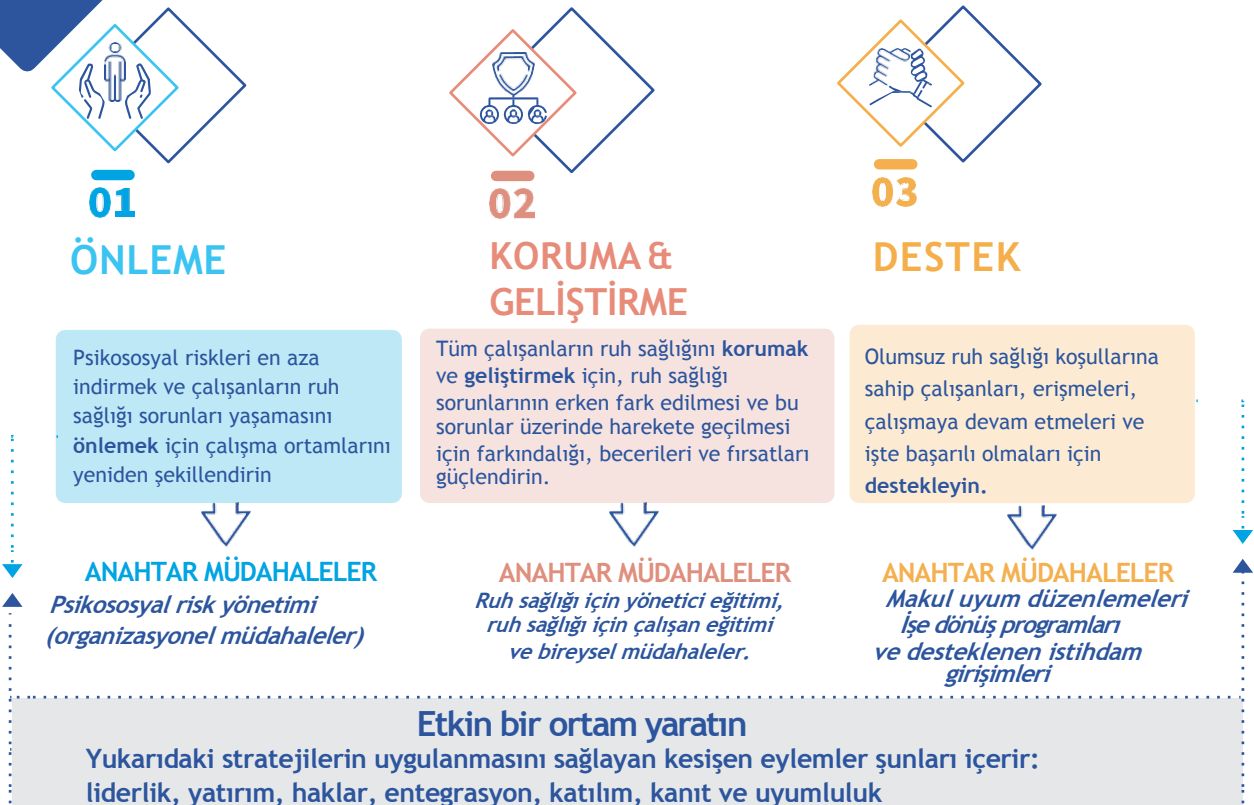 01
ÖNLEME
Psikososyal riskleri en aza
indirmek ve çalışanların ruh
sağlığı sorunları yaşamasını
önlemek için çalışma ortamlarını
yeniden şekillendirin
ANAHTAR MÜDAHALELER
Psikososyal risk yönetimi
(organizasyonel müdahaleler)
02
KORUMA &
GELİŞTİRME
Tüm çalışanların ruh sağlığını korumak
ve geliştirmek için, ruh sağlığı
sorunlarının erken fark edilmesi ve bu
sorunlar üzerinde harekete geçilmesi
için farkındalığı, becerileri ve fırsatları
güçlendirin.
ANAHTAR MÜDAHALELER
Ruh sağlığı için yönetici eğitimi,
ruh sağlığı için çalışan eğitimi
ve bireysel müdahaleler.
03
DESTEK
Olumsuz ruh sağlığı koşullarına
sahip çalışanları, erişmeleri,
çalışmaya devam etmeleri ve
işte başarılı olmaları için
destekleyin.
ANAHTAR MÜDAHALELER
Makul uyum düzenlemeleri
İşe dönüş programları
ve desteklenen istihdam
girişimleri
Etkin bir ortam yaratın
Yukarıdaki stratejilerin uygulanmasını sağlayan kesişen eylemler şunları içerir:
liderlik, yatırım, haklar, entegrasyon, katılım, kanıt ve uyumluluk